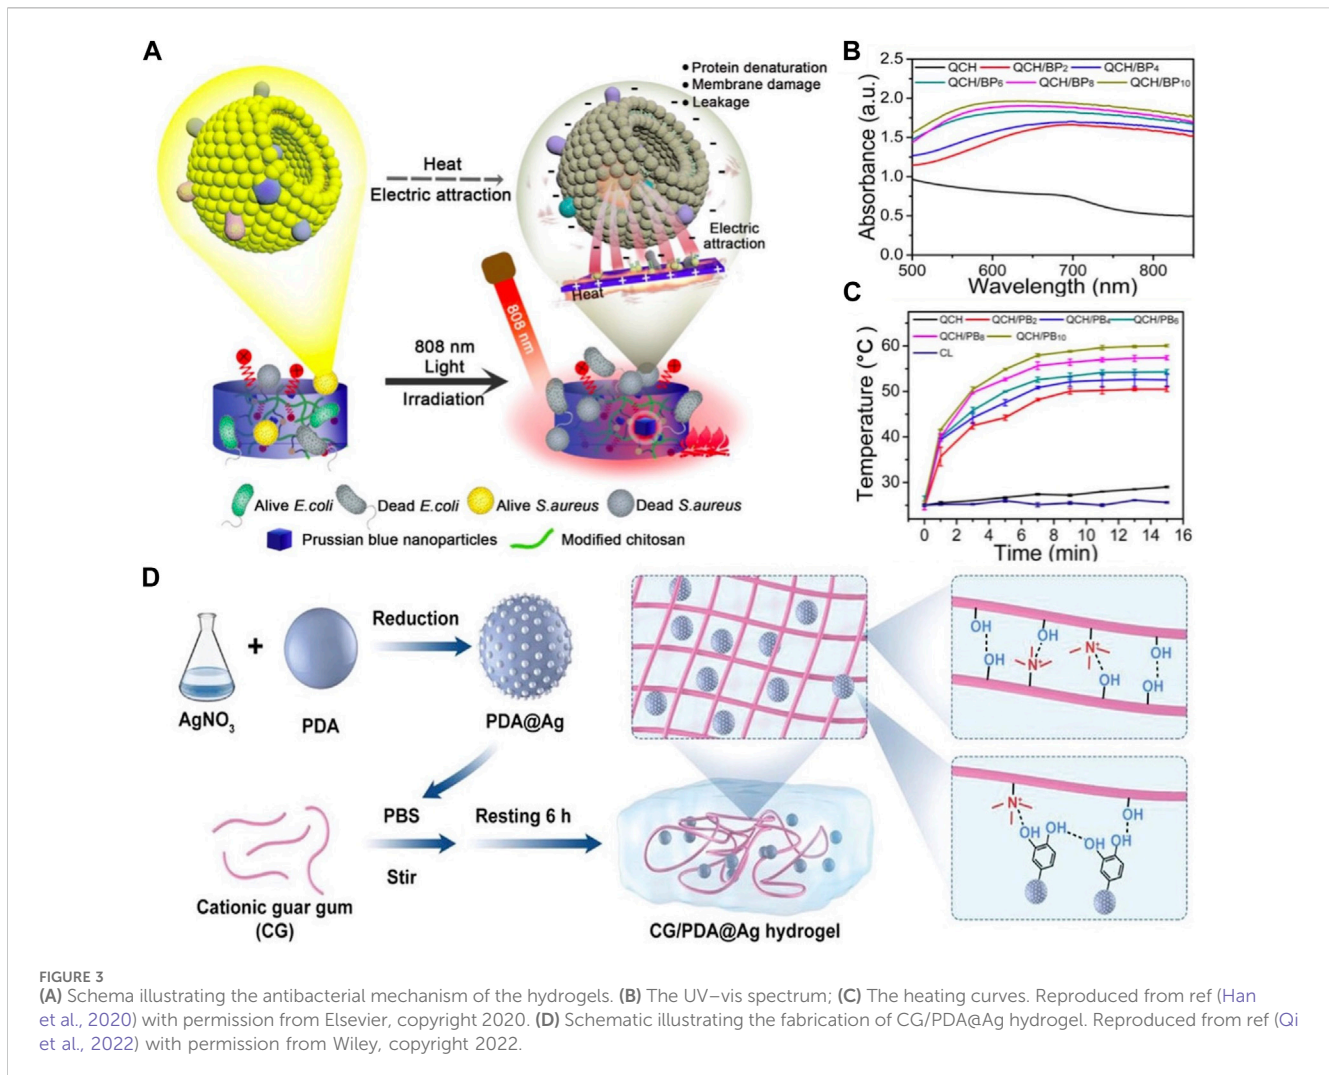 A
Heat
Electric attraction
• Protein denaturation
• Membrane damage
• Leakage
Electric
attraction
Heat
808 nm
808 nm
Light
Irradiation
Alive E.coli
Dead E.coli
Alive S.aureus
Dead S.aureus
Prussian blue nanoparticles
Modified chitosan
B
QCH QCH/BP2 QCH/BP4
QCH/BP6 QCH/BP8 QCH/BP10
Absorbance (a.u.)
2.5
2.0
1.5
1.0
0.5
0.0
500 600 700 800
Wavelength (nm)
C
QCH QCH/PB2 QCH/PB4 QCH/PB6
QCH/PB8 QCH/PB10
CL
Temperature (°C)
60
50
40
30
0 2 4 6 8 10 12 14 16
Time (min)
D
AgNO3
+
PDA
Reduction
PDA@Ag
PBS
Stir
Resting 6 h
Cationic guar gum
(CG)
CG/PDA@Ag hydrogel
OH OH N+ OH
OH N+ OH OH
N+ OH
OH OH OH OH
FIGURE 3
(A) Schema illustrating the antibacterial mechanism of the hydrogels. (B) The UV–vis spectrum; (C) The heating curves. Reproduced from ref (Han
et al., 2020) with permission from Elsevier, copyright 2020. (D) Schematic illustrating the fabrication of CG/PDA@Ag hydrogel. Reproduced from ref (Qi
et al., 2022) with permission from Wiley, copyright 2022.